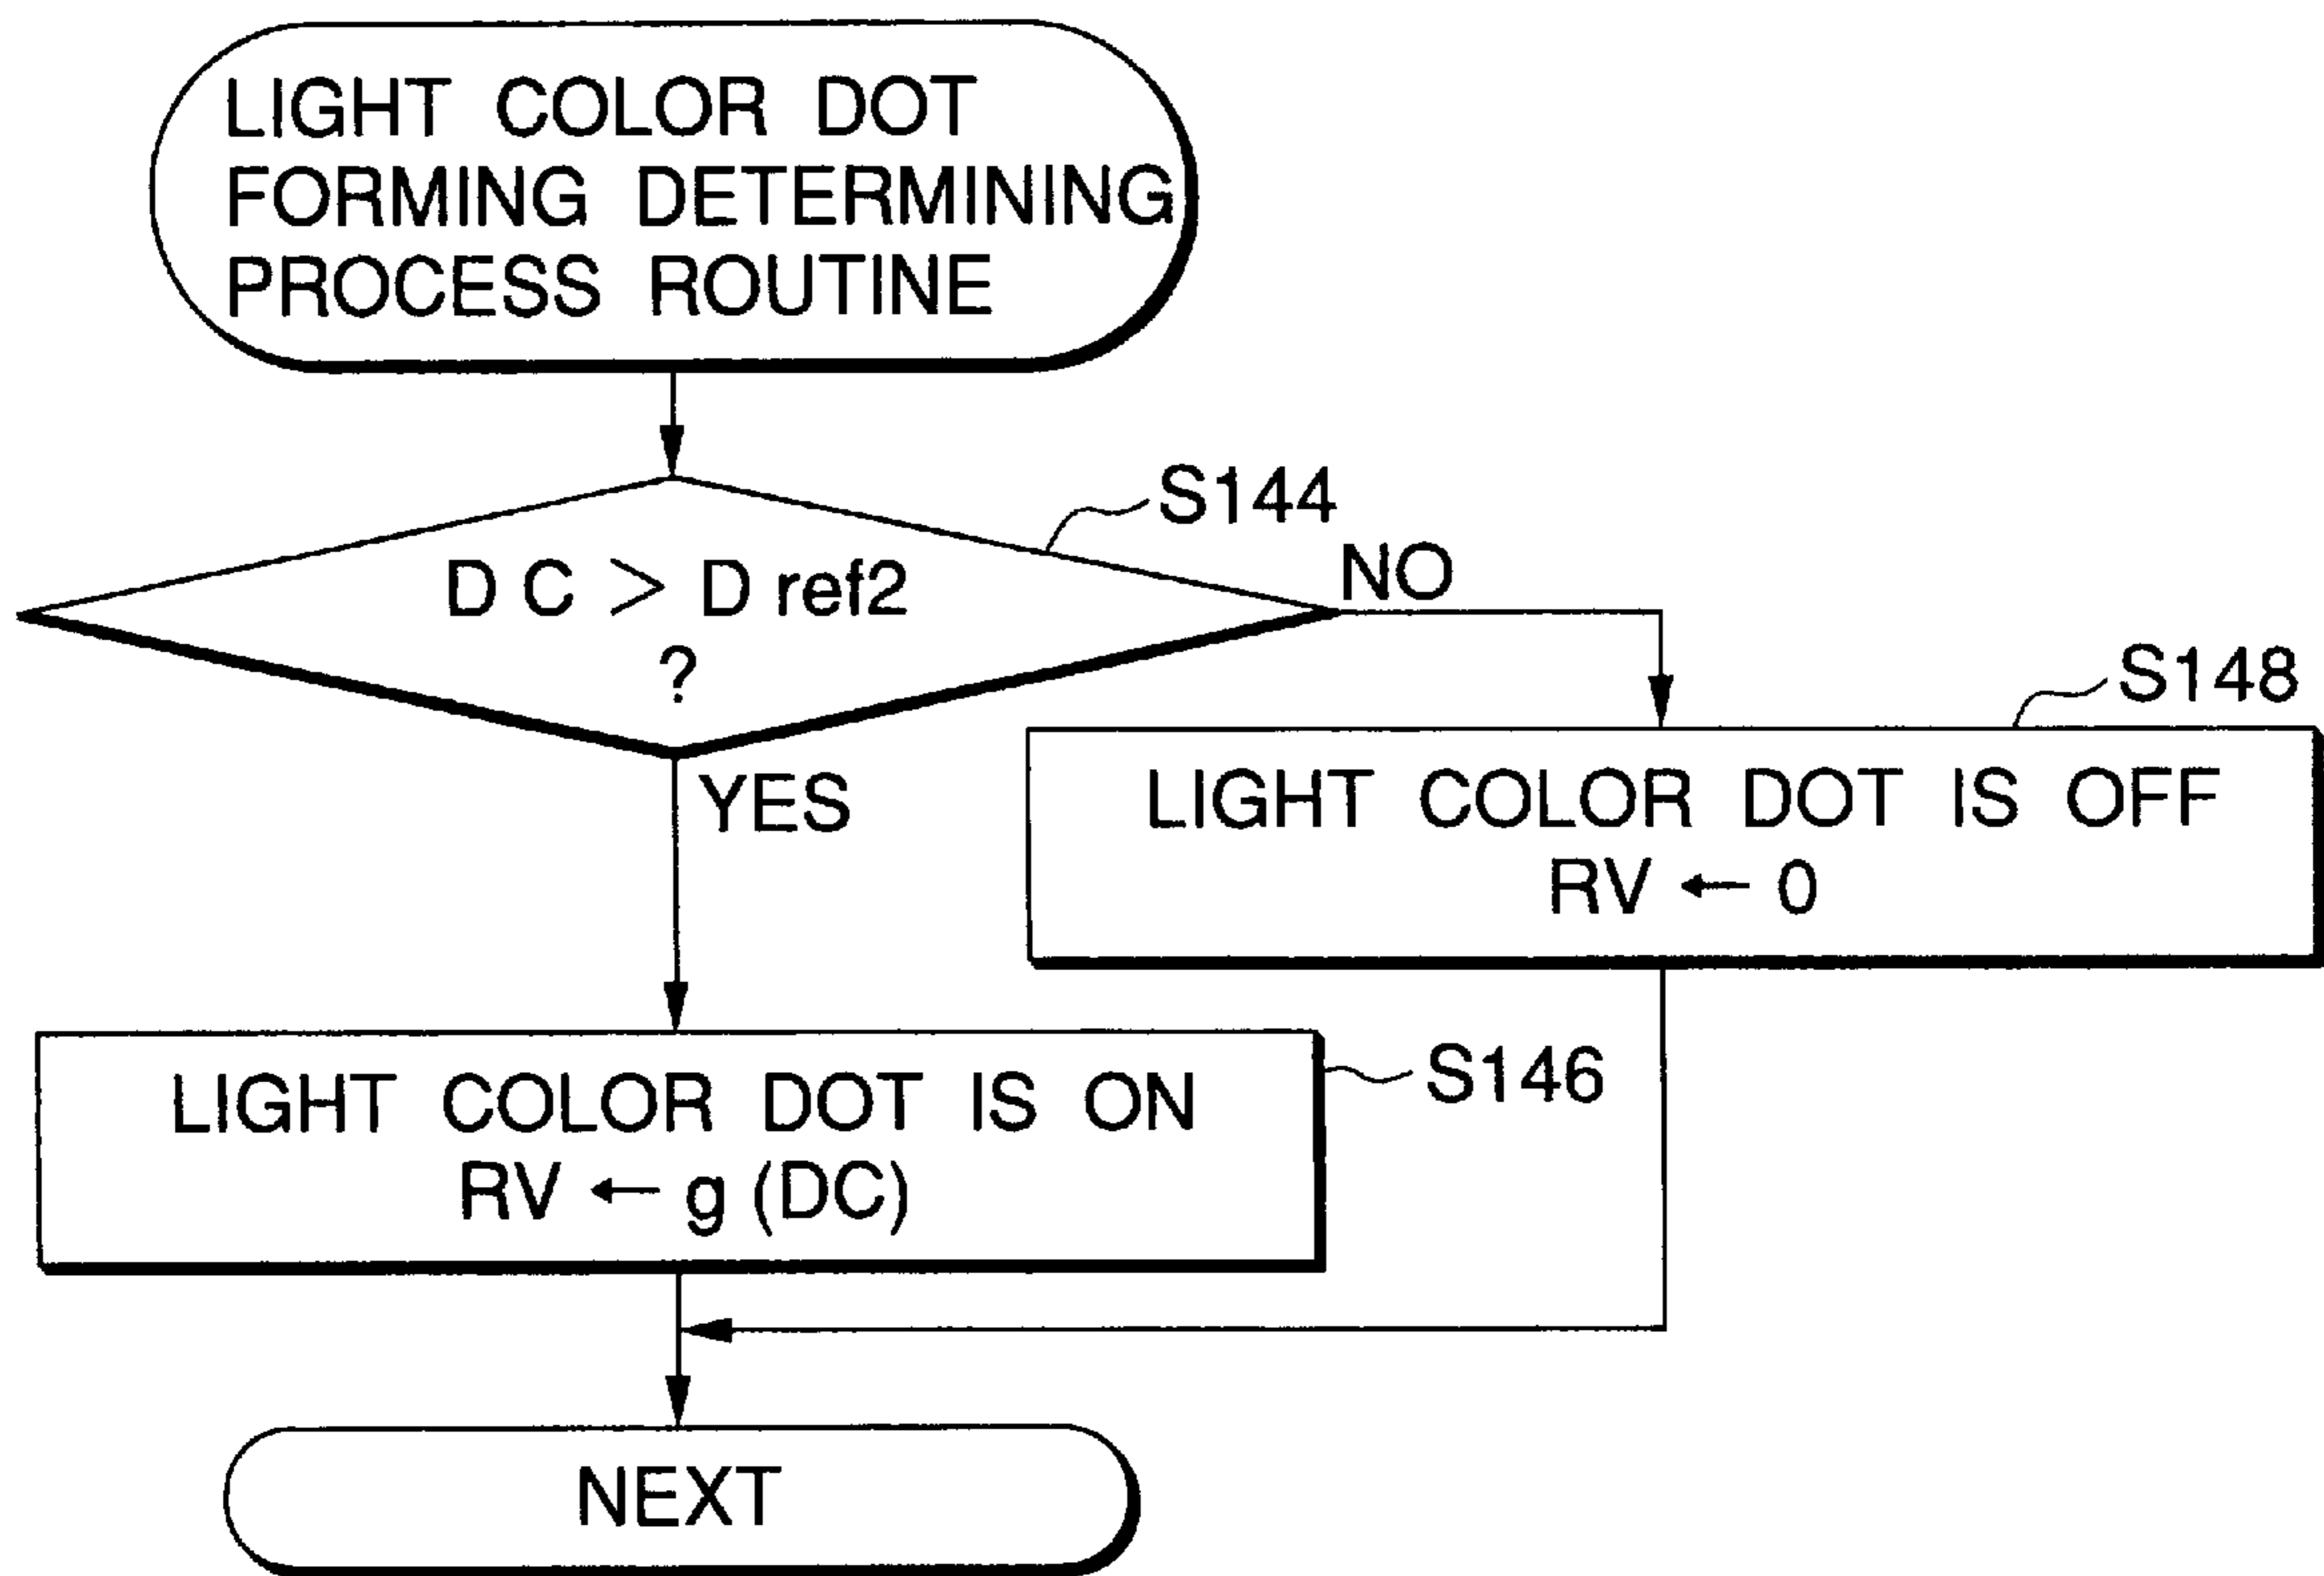 LIGHT COLOR DOT
FORMING DETERMINING
PROCESS ROUTINE
S144
D C > D ref2
?
NO
YES
S148
LIGHT COLOR DOT IS OFF
RV ← 0
S146
LIGHT COLOR DOT IS ON
RV ← g (DC)
NEXT